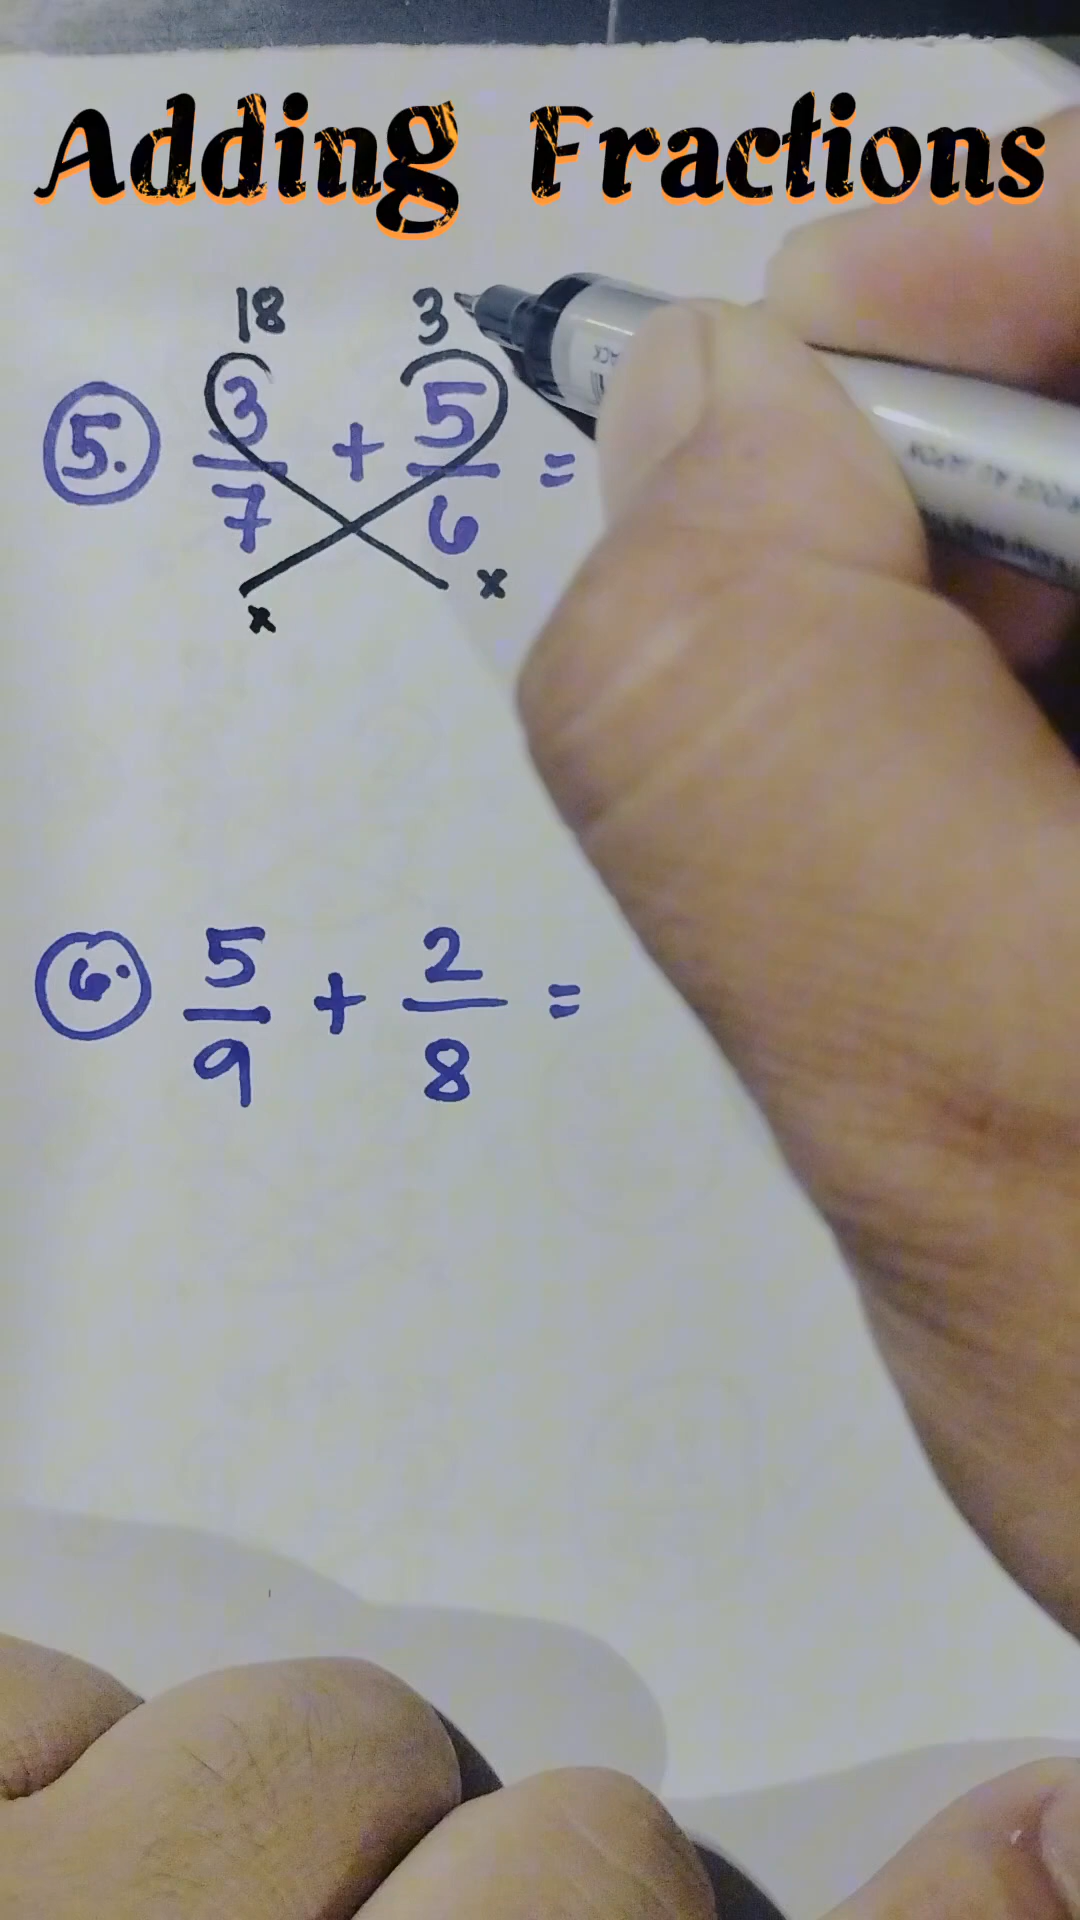 Adding Fractions
18 3
5. 3/7 + 5/6 =
x x
6. 5/9 + 2/8 =